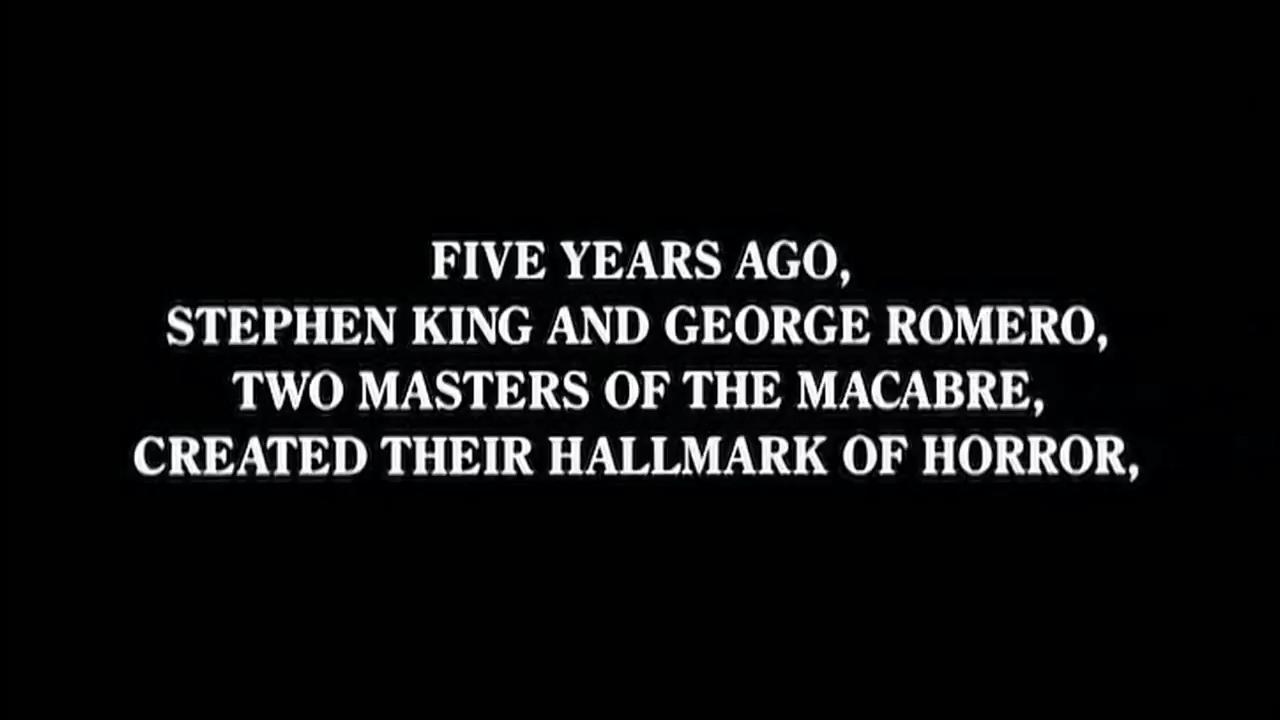 FIVE YEARS AGO,
STEPHEN KING AND GEORGE ROMERO,
TWO MASTERS OF THE MACABRE,
CREATED THEIR HALLMARK OF HORROR,